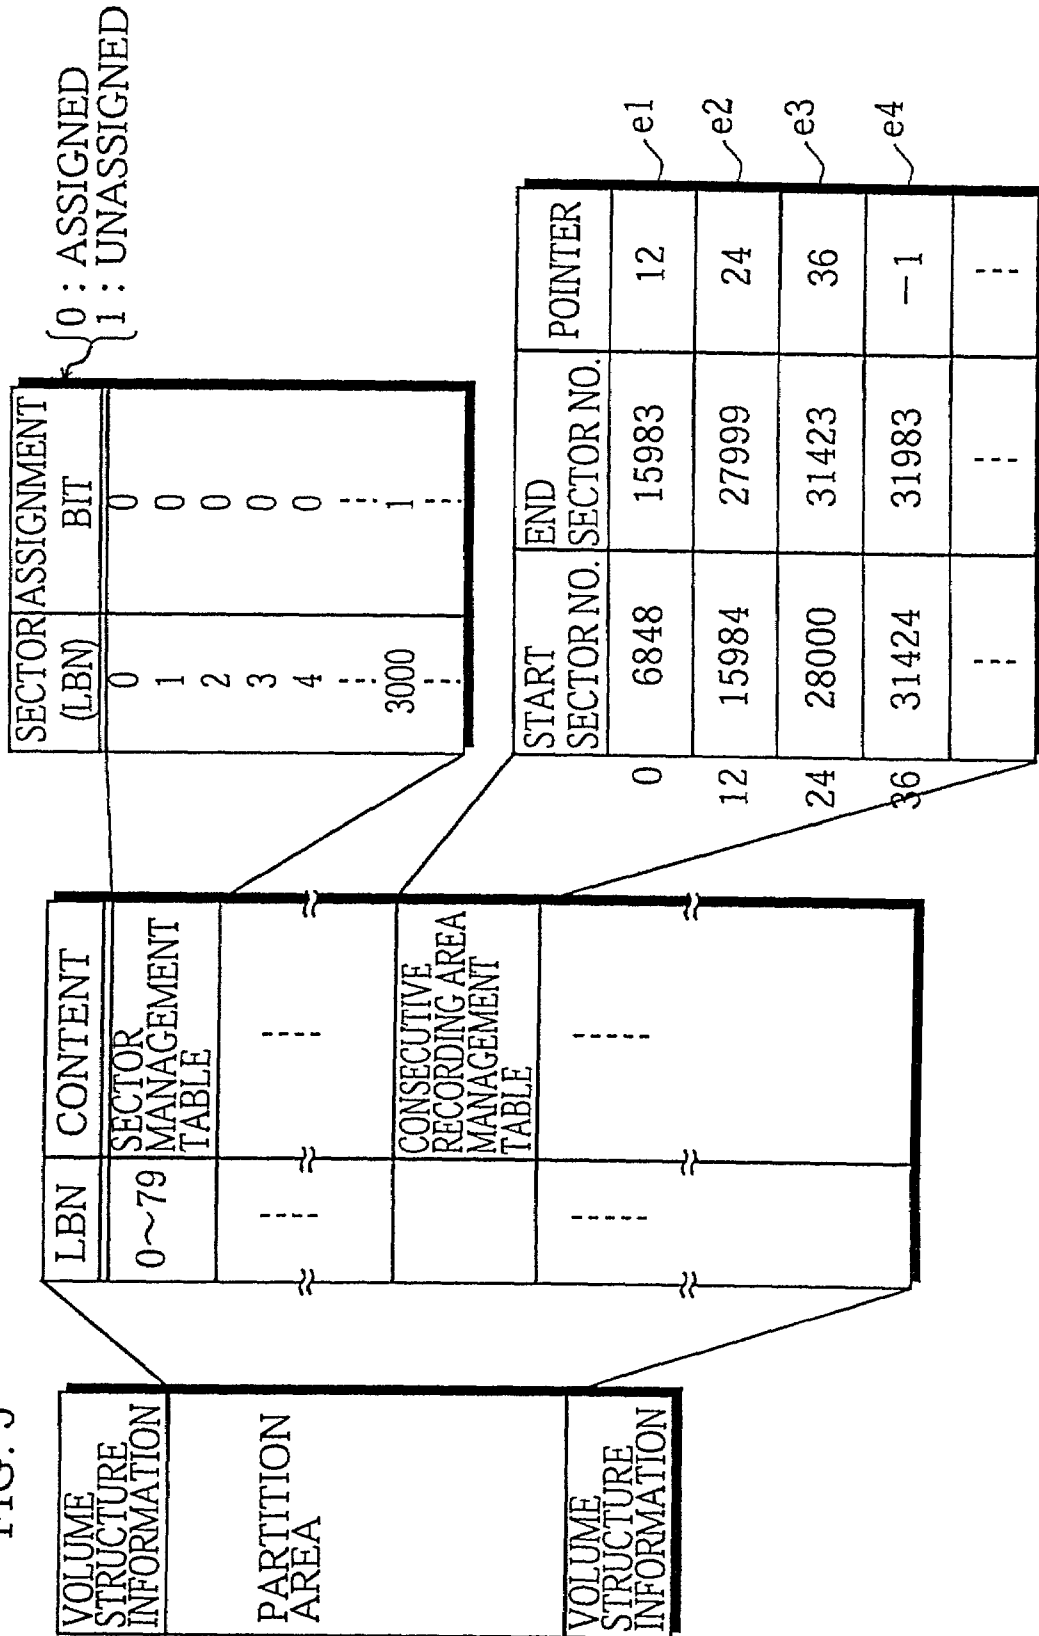 FIG. 5
VOLUME
STRUCTURE
INFORMATION
PARTITION
AREA
VOLUME
STRUCTURE
INFORMATION
LBN CONTENT
0～79 SECTOR
MANAGEMENT
TABLE
----- -----
CONSECUTIVE
RECORDING AREA
MANAGEMENT
TABLE
------ ------
SECTOR (LBN) ASSIGNMENT BIT
0 0
1 0
2 0
3 0
4 0
--- ---
3000 1
--- ---
0 : ASSIGNED
1 : UNASSIGNED
START SECTOR NO. END SECTOR NO. POINTER
0 6848 15983 12 e1
12 15984 27999 24 e2
24 28000 31423 36 e3
36 31424 31983 −1 e4
--- --- ---